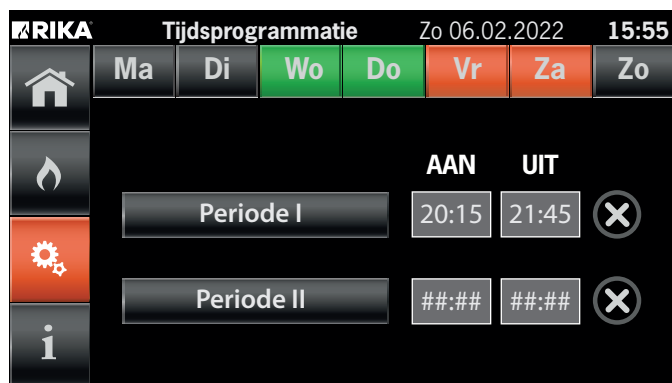 RIKA Tijdsprogrammatie Zo 06.02.2022 15:55
Ma Di Wo Do Vr Za Zo
AAN UIT
Periode I 20:15 21:45
Periode II ##:## ##:##
i